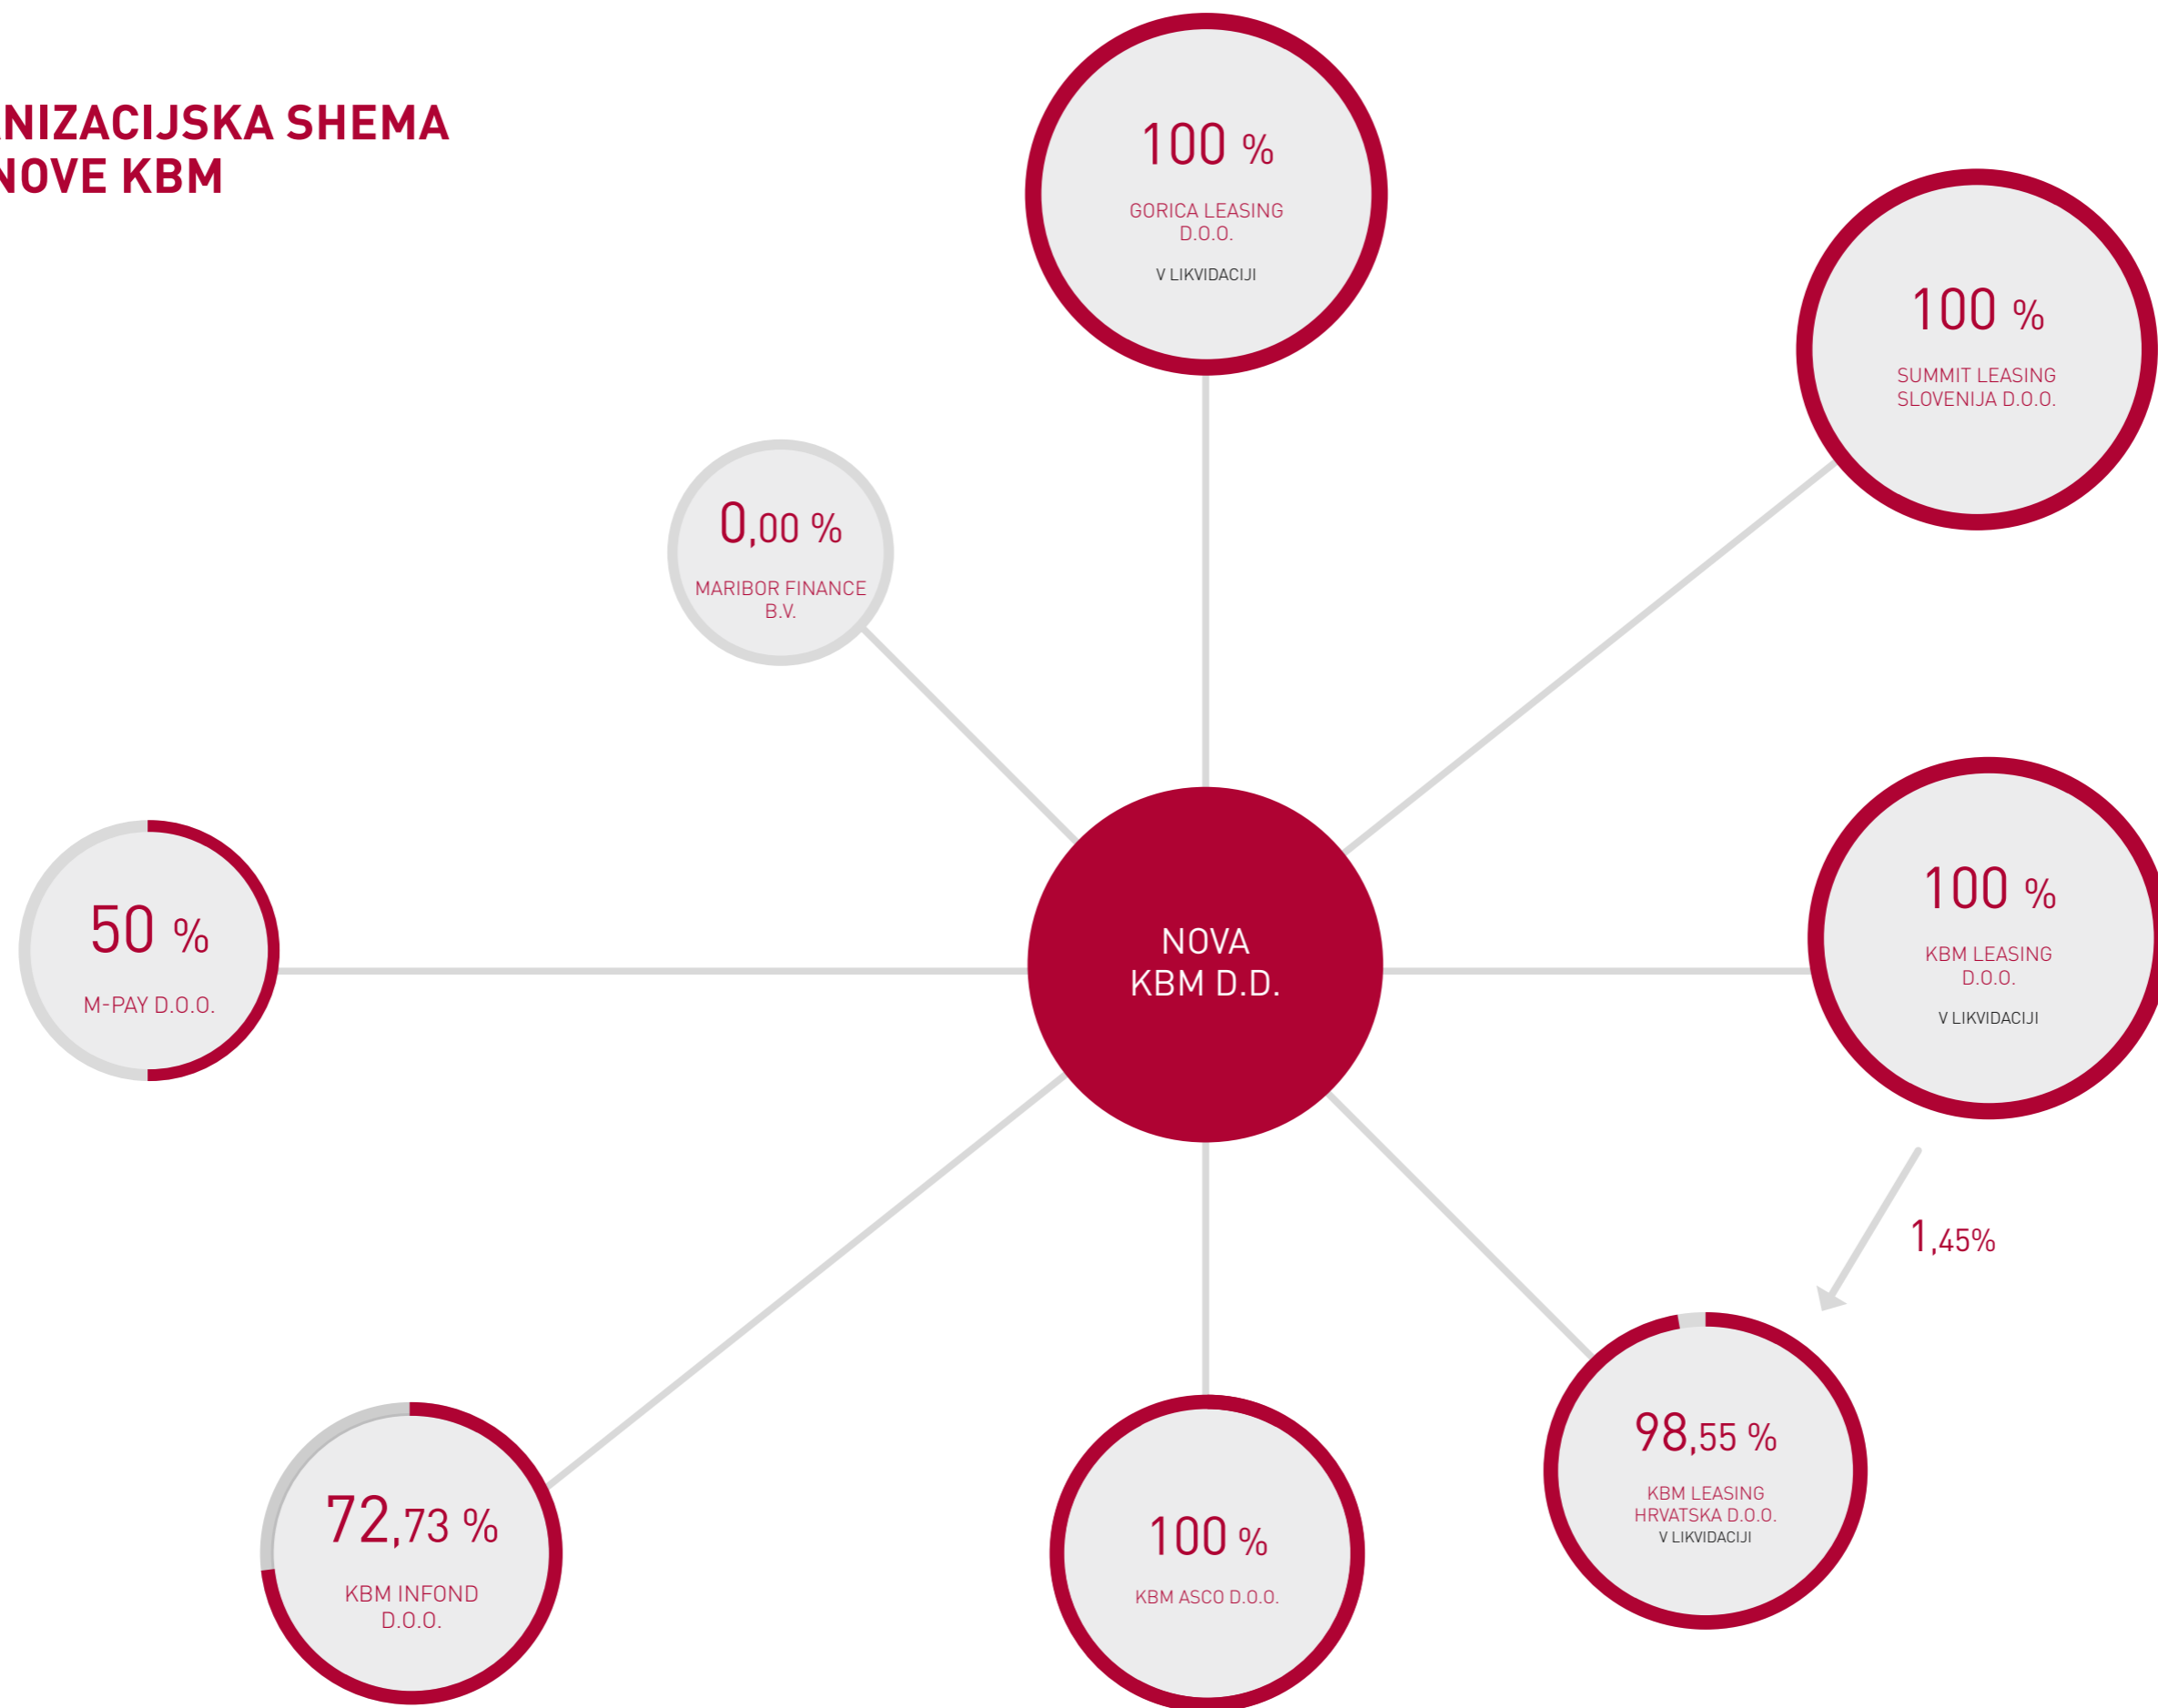 NIZACIJSKA SHEMA
NOVE KBM
100 %
GORICA LEASING
D.O.O.
V LIKVIDACIJI
100 %
SUMMIT LEASING
SLOVENIJA D.O.O.
0,00 %
MARIBOR FINANCE
B.V.
50 %
M-PAY D.O.O.
NOVA
KBM D.D.
100 %
KBM LEASING
D.O.O.
V LIKVIDACIJI
1,45%
98,55 %
KBM LEASING
HRVATSKA D.O.O.
V LIKVIDACIJI
72,73 %
KBM INFOND
D.O.O.
100 %
KBM ASCO D.O.O.